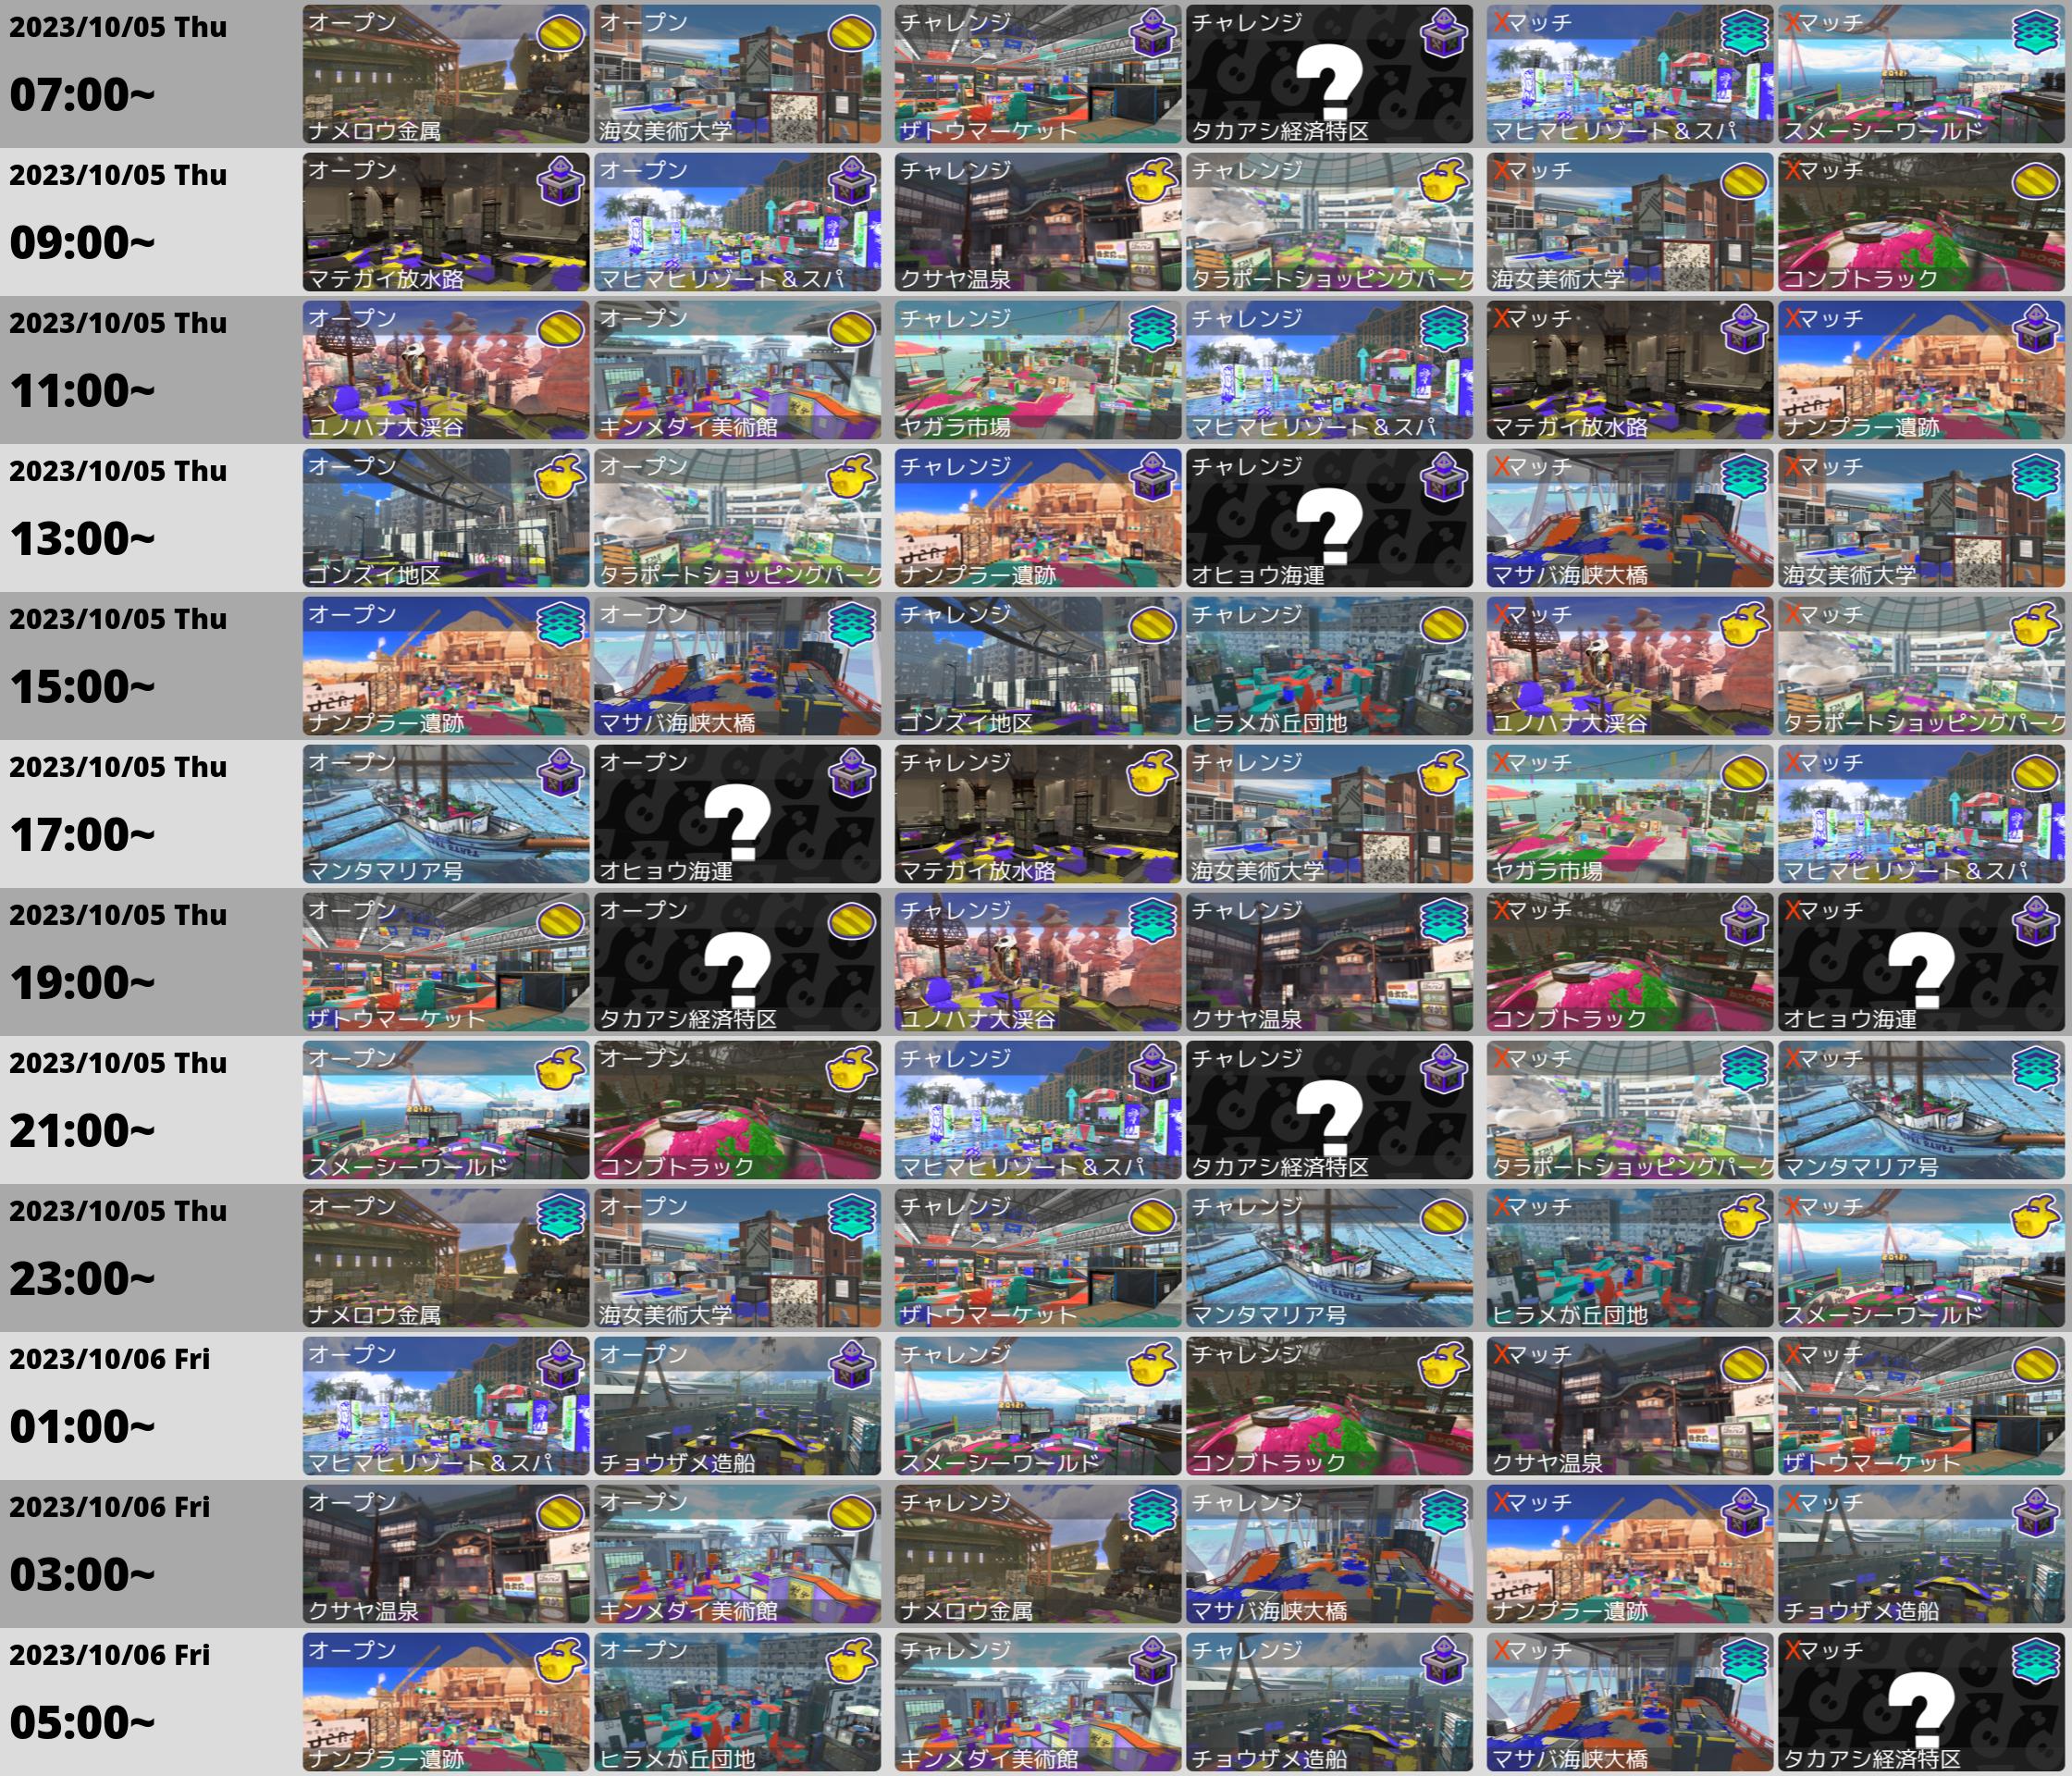 2023/10/05 Thu
07:00~
オープン
ナメロウ金属
オープン
海女美術大学
チャレンジ
ザトウマーケット
チャレンジ
?
タカアシ経済特区
Xマッチ
マヒマヒリゾート＆スパ
Xマッチ
スメーシーワールド
2023/10/05 Thu
09:00~
オープン
マテガイ放水路
オープン
マヒマヒリゾート＆スパ
チャレンジ
クサヤ温泉
チャレンジ
タラポートショッピングパーク
Xマッチ
海女美術大学
Xマッチ
コンブトラック
2023/10/05 Thu
11:00~
オープン
ユノハナ大渓谷
オープン
キンメダイ美術館
チャレンジ
ヤガラ市場
チャレンジ
マヒマヒリゾート＆スパ
Xマッチ
マテガイ放水路
Xマッチ
ナンプラー遺跡
2023/10/05 Thu
13:00~
オープン
ゴンズイ地区
オープン
タラポートショッピングパーク
チャレンジ
ナンプラー遺跡
チャレンジ
?
オヒョウ海運
Xマッチ
マサバ海峡大橋
Xマッチ
海女美術大学
2023/10/05 Thu
15:00~
オープン
ナンプラー遺跡
オープン
マサバ海峡大橋
チャレンジ
ゴンズイ地区
チャレンジ
ヒラメが丘団地
Xマッチ
ユノハナ大渓谷
Xマッチ
タラポートショッピングパーク
2023/10/05 Thu
17:00~
オープン
マンタマリア号
オープン
?
オヒョウ海運
チャレンジ
マテガイ放水路
チャレンジ
海女美術大学
Xマッチ
ヤガラ市場
Xマッチ
マヒマヒリゾート＆スパ
2023/10/05 Thu
19:00~
オープン
ザトウマーケット
オープン
?
タカアシ経済特区
チャレンジ
ユノハナ大渓谷
チャレンジ
クサヤ温泉
Xマッチ
コンブトラック
Xマッチ
?
オヒョウ海運
2023/10/05 Thu
21:00~
オープン
スメーシーワールド
オープン
コンブトラック
チャレンジ
マヒマヒリゾート＆スパ
チャレンジ
?
タカアシ経済特区
Xマッチ
タラポートショッピングパーク
Xマッチ
マンタマリア号
2023/10/05 Thu
23:00~
オープン
ナメロウ金属
オープン
海女美術大学
チャレンジ
ザトウマーケット
チャレンジ
マンタマリア号
Xマッチ
ヒラメが丘団地
Xマッチ
スメーシーワールド
2023/10/06 Fri
01:00~
オープン
マヒマヒリゾート＆スパ
オープン
チョウザメ造船
チャレンジ
スメーシーワールド
チャレンジ
コンブトラック
Xマッチ
クサヤ温泉
Xマッチ
ザトウマーケット
2023/10/06 Fri
03:00~
オープン
クサヤ温泉
オープン
キンメダイ美術館
チャレンジ
ナメロウ金属
チャレンジ
マサバ海峡大橋
Xマッチ
ナンプラー遺跡
Xマッチ
チョウザメ造船
2023/10/06 Fri
05:00~
オープン
ナンプラー遺跡
オープン
ヒラメが丘団地
チャレンジ
キンメダイ美術館
チャレンジ
チョウザメ造船
Xマッチ
マサバ海峡大橋
Xマッチ
?
タカアシ経済特区